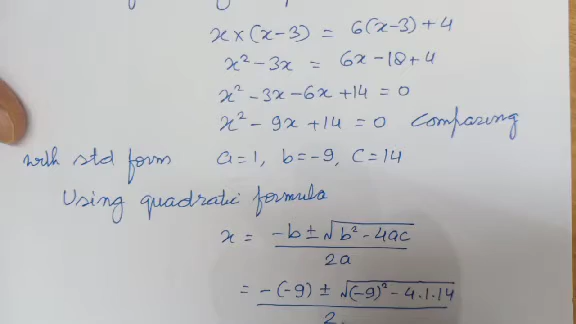 x × (x-3) = 6(x-3)+4
x² - 3x = 6x - 18 + 4
x² - 3x - 6x + 14 = 0
x² - 9x + 14 = 0 Comparing
with std form a=1, b=-9, C=14
Using quadratic formula
x = (-b ± √(b² - 4ac)) / 2a
= (-(-9) ± √((-9)² - 4.1.14)) / 2.